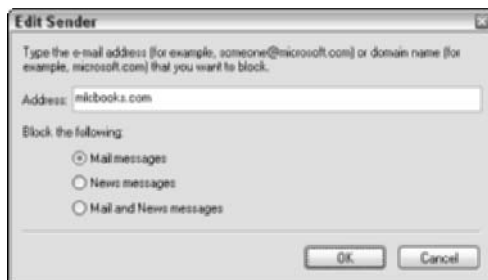 Edit Sender
Type the e-mail address (for example, someone@microsoft.com) or domain name (for
example, microsoft.com) that you want to block.
Address: mlcbooks.com
Block the following:
Mail messages
News messages
Mail and News messages
OK Cancel